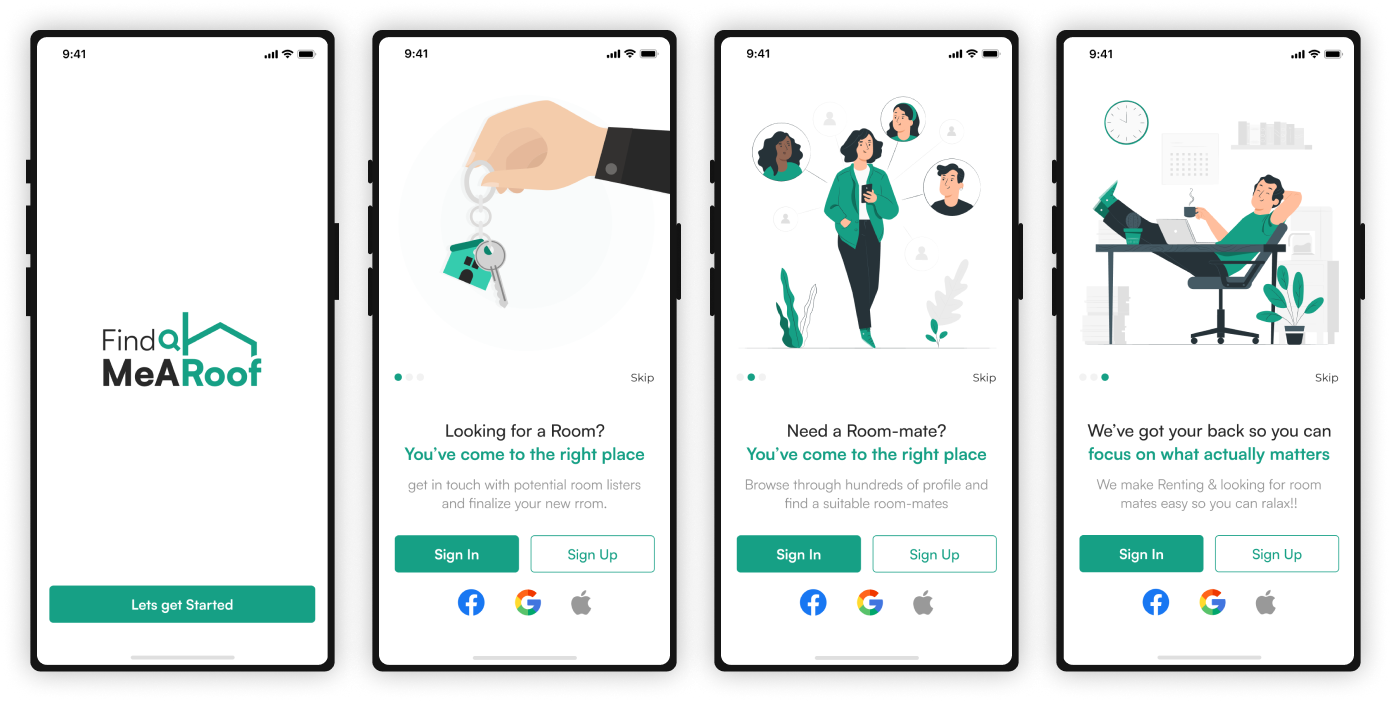 9:41
Find
MeARoof
Lets get Started
9:41
Skip
Looking for a Room?
You've come to the right place
get in touch with potential room listers
and finalize your new rrom.
Sign In
Sign Up
9:41
Skip
Need a Room-mate?
You've come to the right place
Browse through hundreds of profile and
find a suitable room-mates
Sign In
Sign Up
9:41
Skip
We've got your back so you can
focus on what actually matters
We make Renting & looking for room
mates easy so you can ralax!!
Sign In
Sign Up